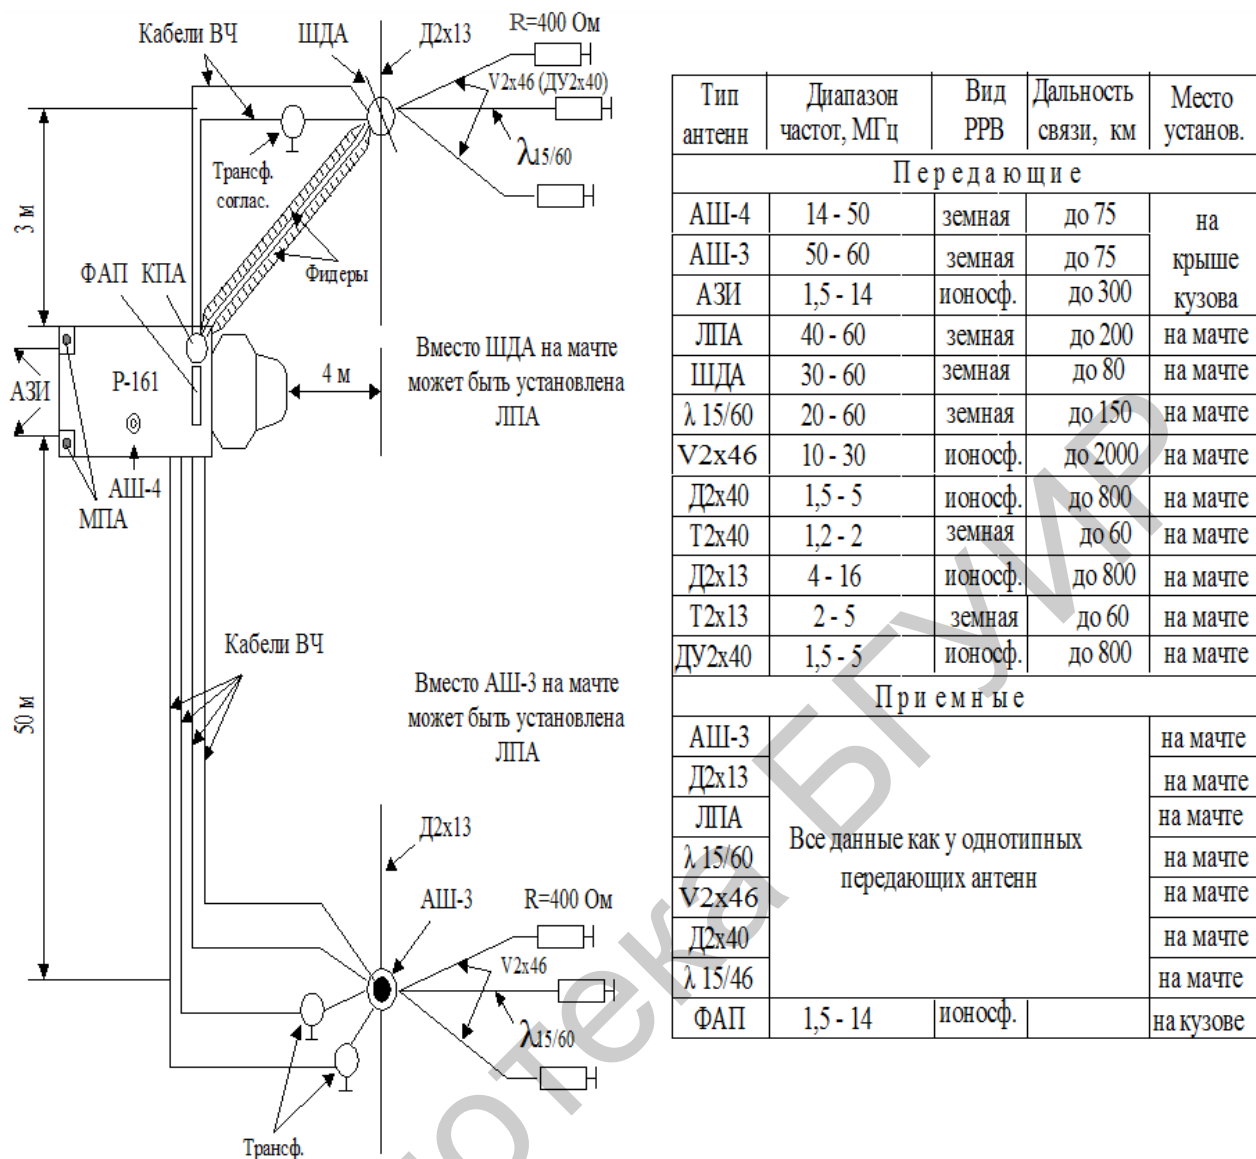 Кабели ВЧ
ШДА
Д2х13
R=400 Ом
V2х46 (ДУ2х40)
λ15/60
Трансф.
соглас.
3 м
Фидеры
ФАП КПА
АЗИ
Р-161
4 м
Вместо ШДА на мачте
может быть установлена
ЛПА
АШ-4
МПА
50 м
Кабели ВЧ
Вместо АШ-3 на мачте
может быть установлена
ЛПА
Д2х13
АШ-3
R=400 Ом
V2х46
λ15/60
Трансф.
Тип антенн Диапазон частот, МГц Вид РРВ Дальность связи, км Место установ.
Передающие
АШ-4 14 - 50 земная до 75 на крыше кузова
АШ-3 50 - 60 земная до 75
АЗИ 1,5 - 14 ионосф. до 300
ЛПА 40 - 60 земная до 200 на мачте
ШДА 30 - 60 земная до 80 на мачте
λ 15/60 20 - 60 земная до 150 на мачте
V2х46 10 - 30 ионосф. до 2000 на мачте
Д2х40 1,5 - 5 ионосф. до 800 на мачте
Т2х40 1,2 - 2 земная до 60 на мачте
Д2х13 4 - 16 ионосф. до 800 на мачте
Т2х13 2 - 5 земная до 60 на мачте
ДУ2х40 1,5 - 5 ионосф. до 800 на мачте
Приемные
АШ-3 на мачте
Д2х13 на мачте
ЛПА на мачте
Все данные как у однотипных
передающих антенн
λ 15/60 на мачте
V2х46 на мачте
Д2х40 на мачте
λ 15/46 на мачте
ФАП 1,5 - 14 ионосф. на кузове
отека БГУИР